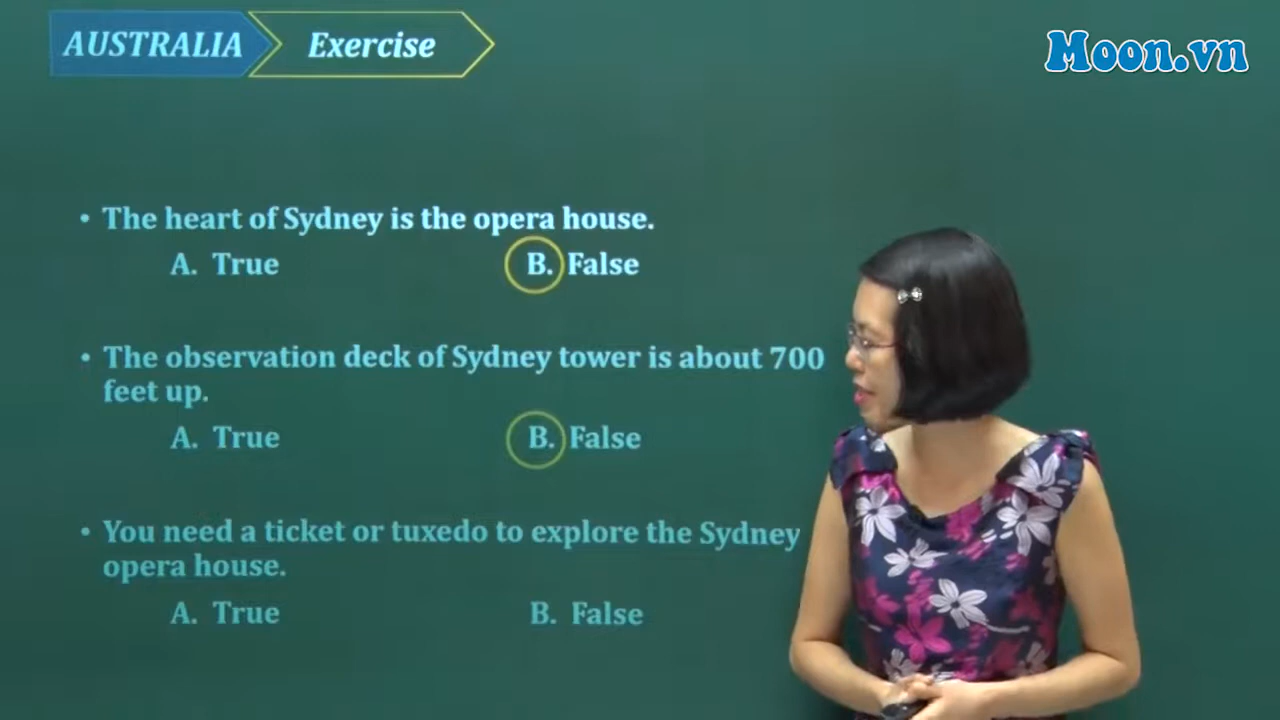 AUSTRALIA Exercise
Moon.vn
• The heart of Sydney is the opera house.
A. True B. False
• The observation deck of Sydney tower is about 700
feet up.
A. True B. False
• You need a ticket or tuxedo to explore the Sydney
opera house.
A. True B. False